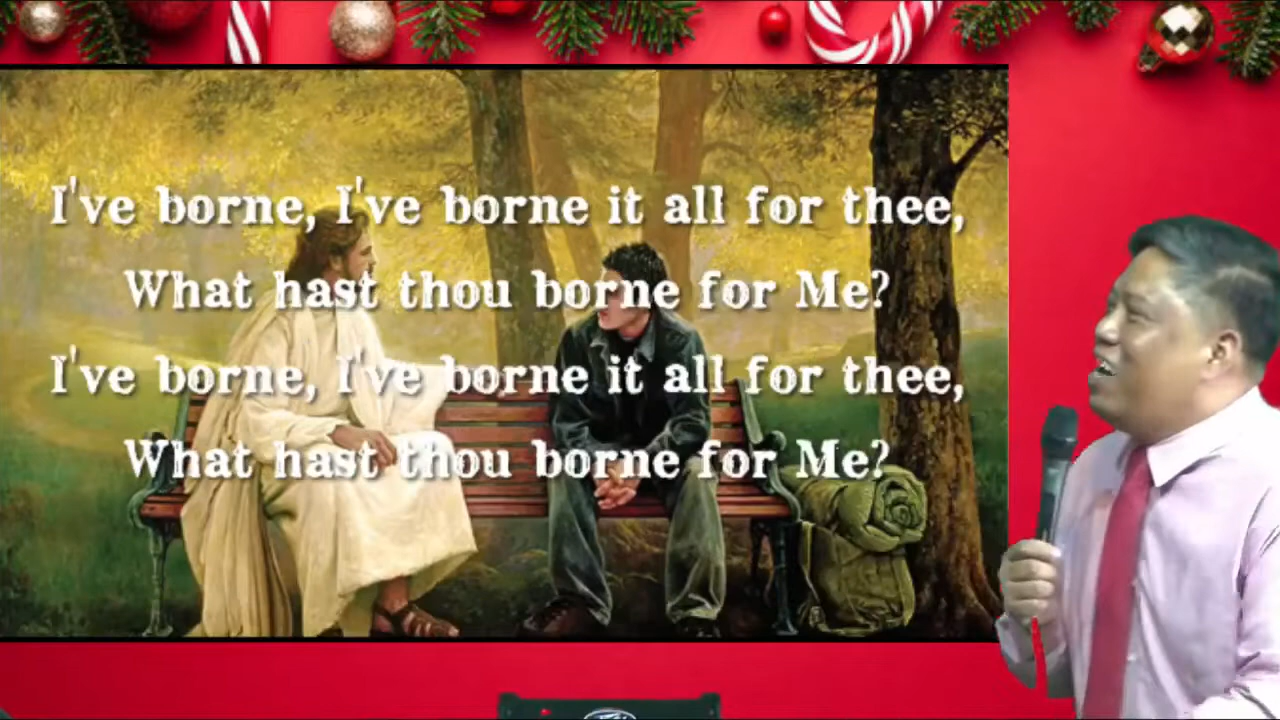 I've borne, I've borne it all for thee,
What hast thou borne for Me?
I've borne, I've borne it all for thee,
What hast thou borne for Me?